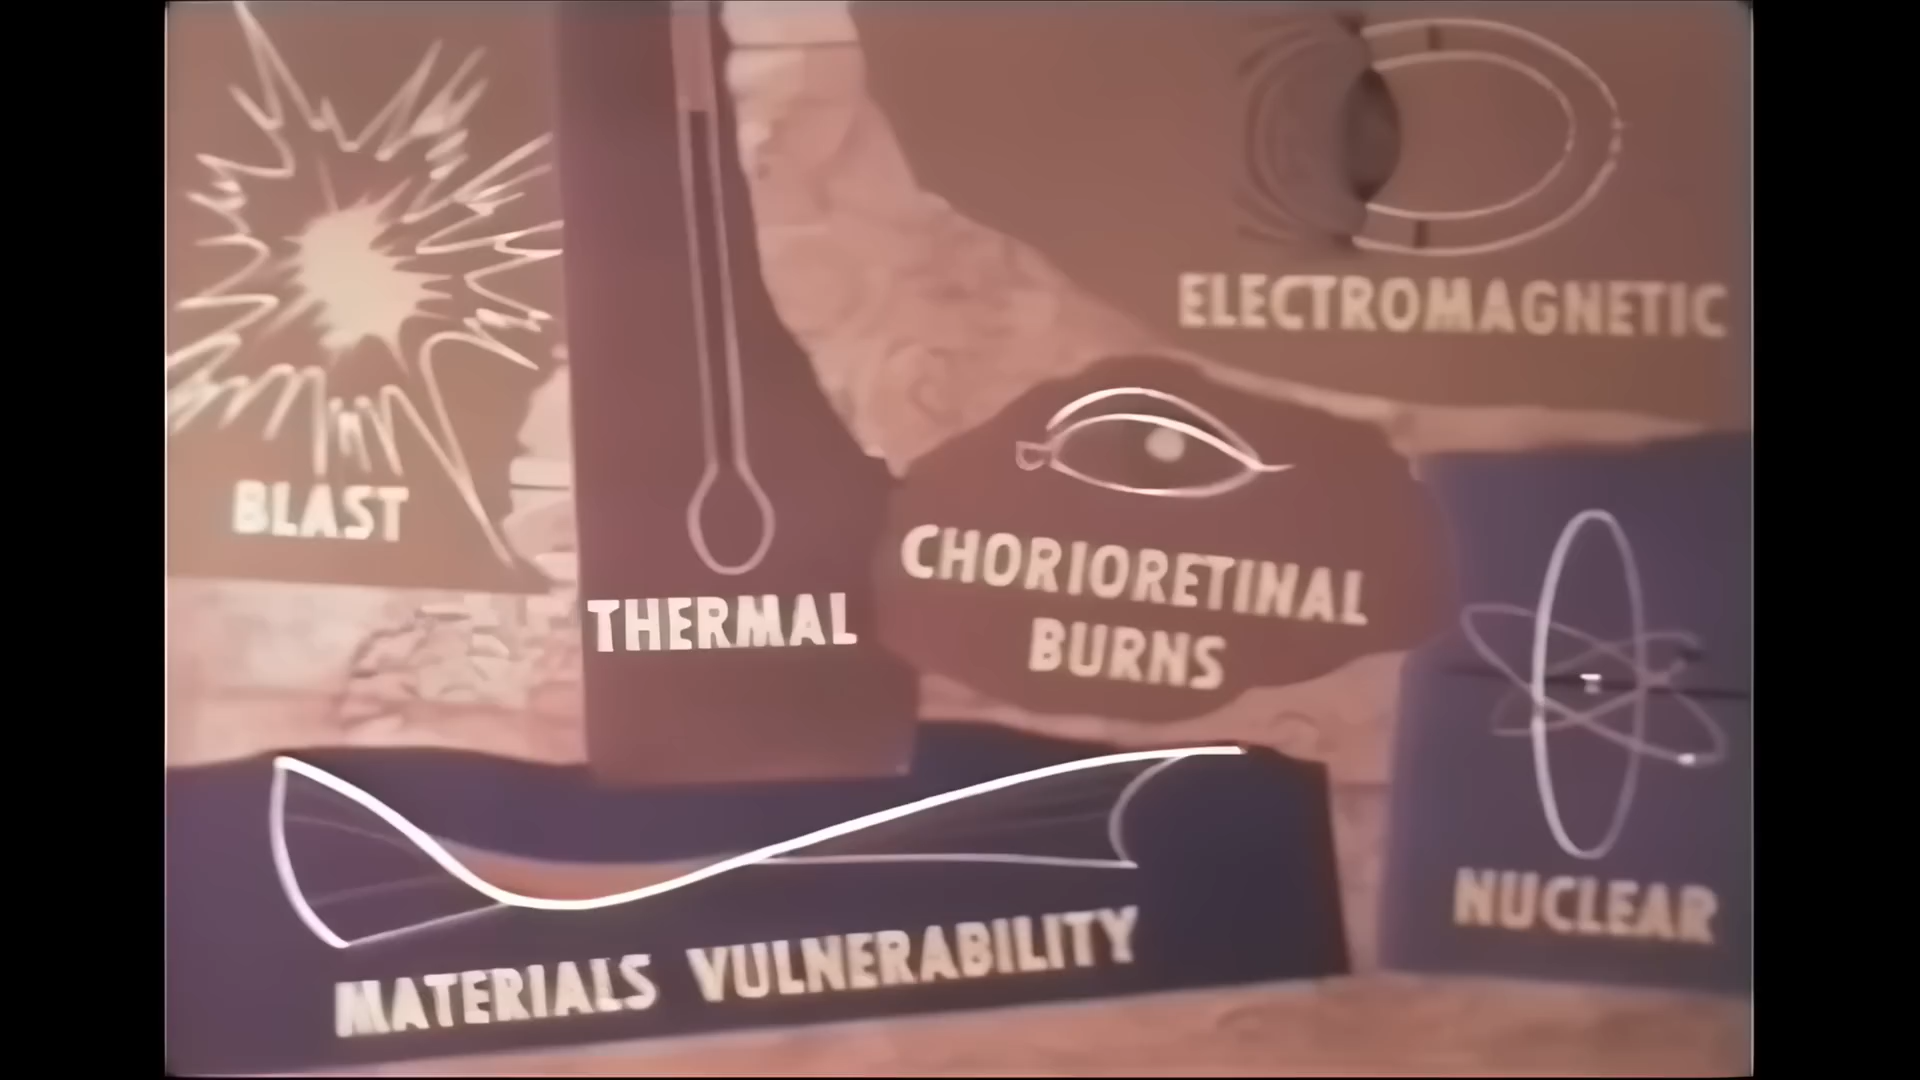 BLAST
THERMAL
ELECTROMAGNETIC
CHORIORETINAL
BURNS
NUCLEAR
MATERIALS VULNERABILITY